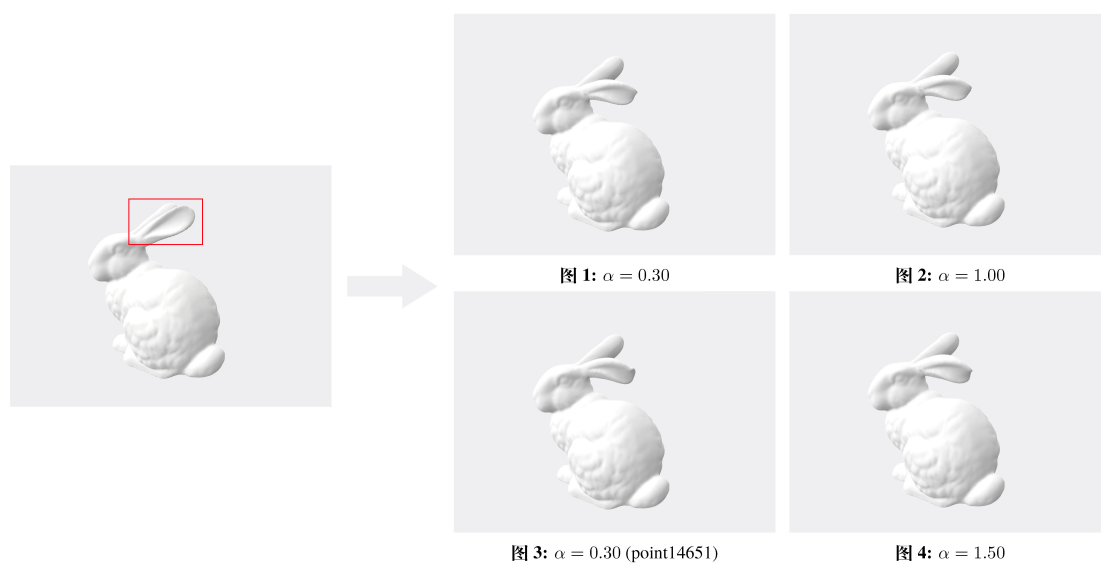 图 1: α = 0.30
图 2: α = 1.00
图 3: α = 0.30 (point14651)
图 4: α = 1.50